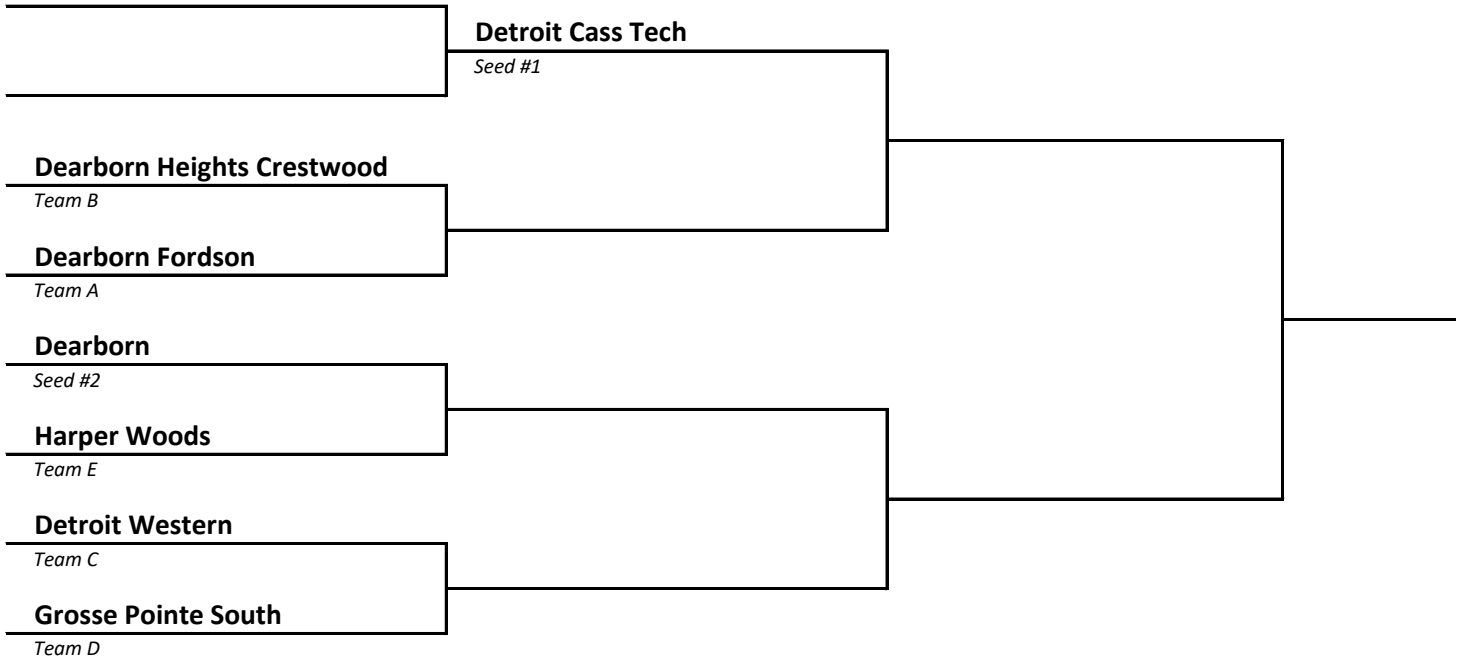 Detroit Cass Tech
Seed #1
Dearborn Heights Crestwood
Team B
Dearborn Fordson
Team A
Dearborn
Seed #2
Harper Woods
Team E
Detroit Western
Team C
Grosse Pointe South
Team D